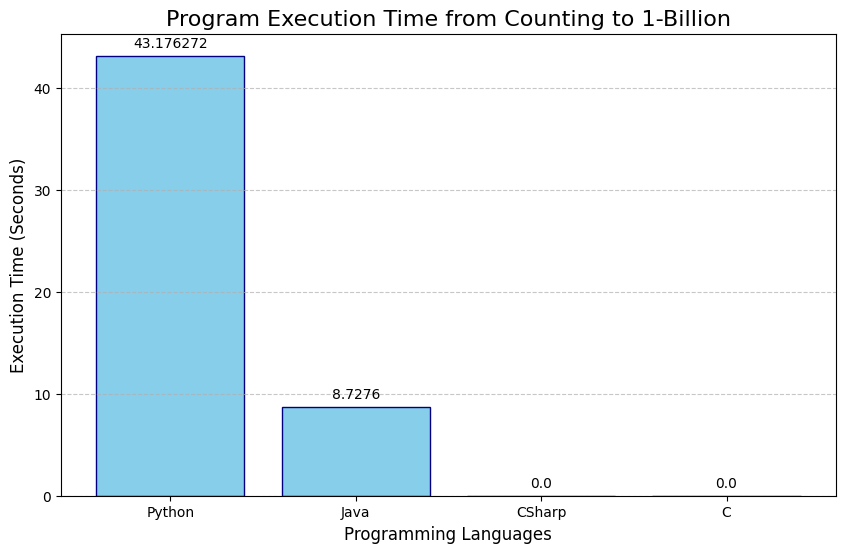 Program Execution Time from Counting to 1-Billion
43.176272
40
30
20
10
0
8.7276
0.0
0.0
Execution Time (Seconds)
Python
Java
CSharp
C
Programming Languages